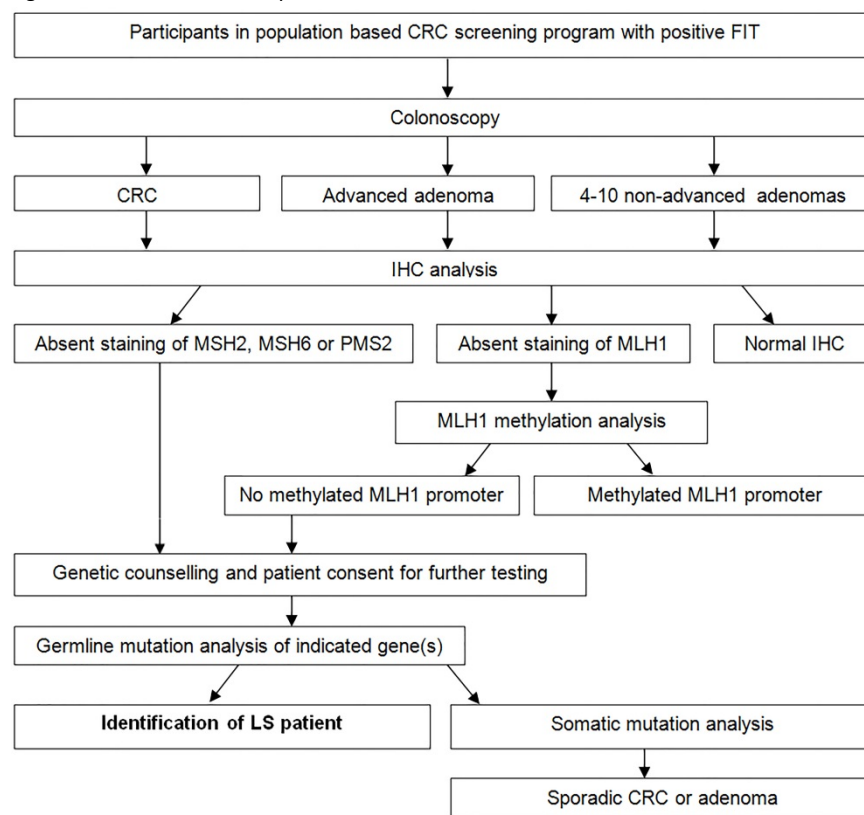 Participants in population based CRC screening program with positive FIT
Colonoscopy
CRC
Advanced adenoma
4-10 non-advanced adenomas
IHC analysis
Absent staining of MSH2, MSH6 or PMS2
Absent staining of MLH1
Normal IHC
MLH1 methylation analysis
No methylated MLH1 promoter
Methylated MLH1 promoter
Genetic counselling and patient consent for further testing
Germline mutation analysis of indicated gene(s)
Identification of LS patient
Somatic mutation analysis
Sporadic CRC or adenoma